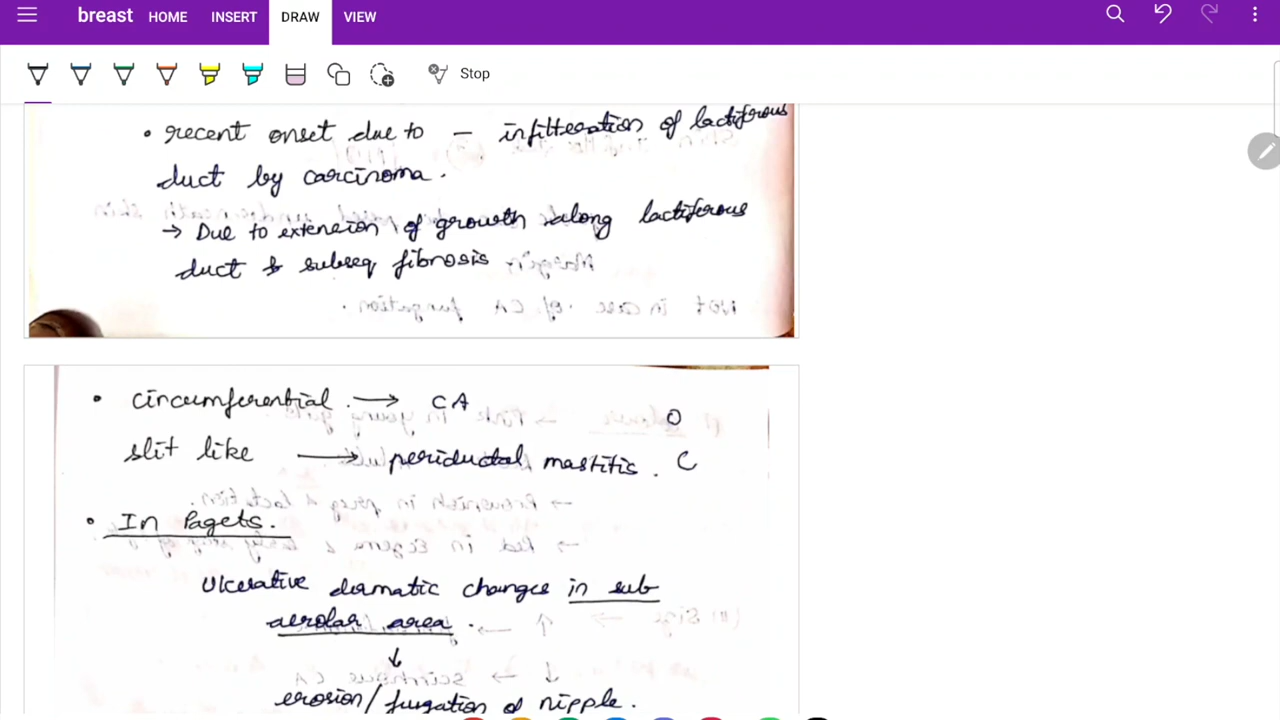 breast HOME INSERT DRAW VIEW
Stop
• recent onset due to – infilteration of lactiferous
duct by carcinoma.
→ Due to extension of growth along lactiferous
duct & subseq fibrosis
• circumferential → CA
slit like → periductal mastitis.
• In Pagets.
Ulcerative dramatic changes in sub
aerolar area.
↓
erosion/fungation of nipple.